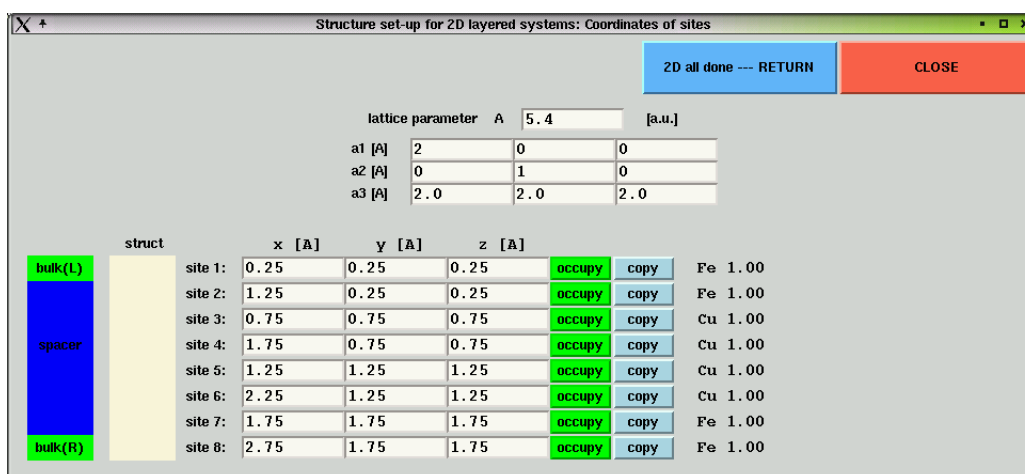 Structure set-up for 2D layered systems: Coordinates of sites
2D all done --- RETURN CLOSE
lattice parameter A 5.4 [a.u.]
a1 [A] 2 0 0
a2 [A] 0 1 0
a3 [A] 2.0 2.0 2.0
struct x [A] y [A] z [A]
bulk(L) site 1: 0.25 0.25 0.25 occupy copy Fe 1.00
site 2: 1.25 0.25 0.25 occupy copy Fe 1.00
site 3: 0.75 0.75 0.75 occupy copy Cu 1.00
spacer site 4: 1.75 0.75 0.75 occupy copy Cu 1.00
site 5: 1.25 1.25 1.25 occupy copy Cu 1.00
site 6: 2.25 1.25 1.25 occupy copy Cu 1.00
site 7: 1.75 1.75 1.75 occupy copy Fe 1.00
bulk(R) site 8: 2.75 1.75 1.75 occupy copy Fe 1.00